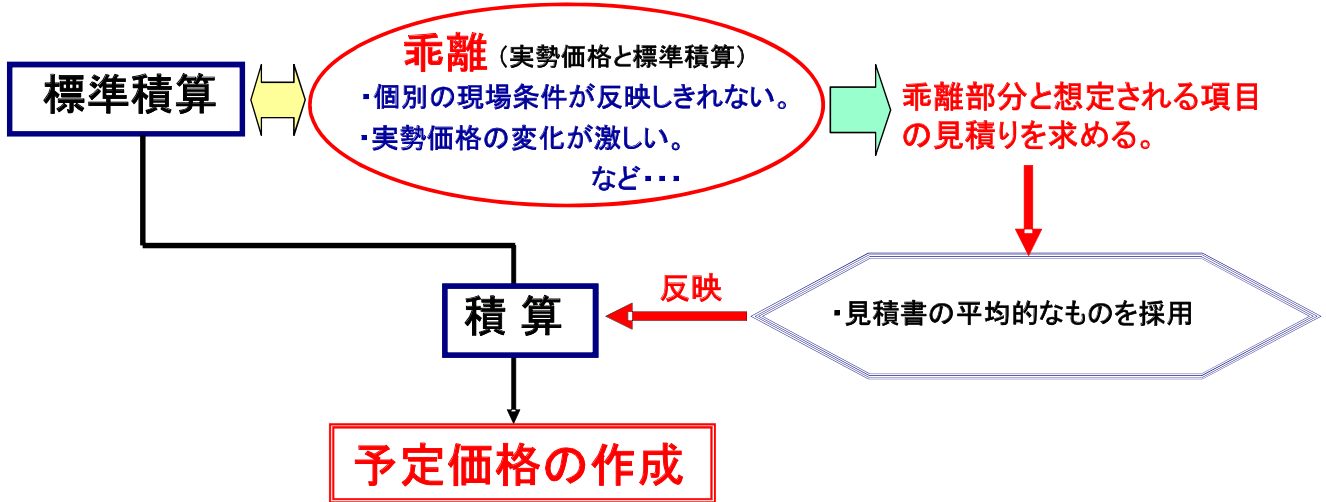 標準積算
乖離（実勢価格と標準積算）
・個別の現場条件が反映しきれない。
・実勢価格の変化が激しい。
など・・・
乖離部分と想定される項目
の見積りを求める。
・見積書の平均的なものを採用
反映
積 算
予定価格の作成